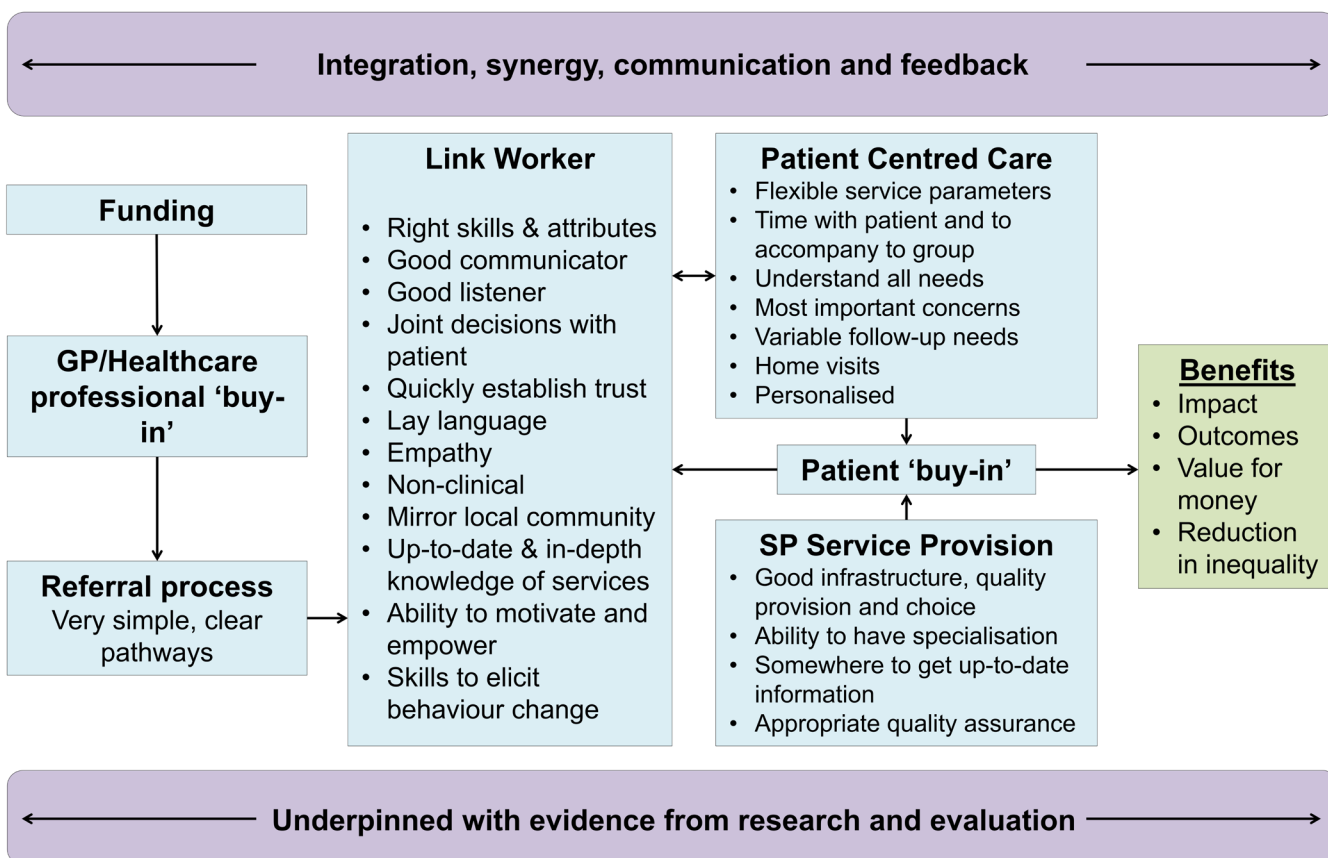 Integration, synergy, communication and feedback
Funding
GP/Healthcare
professional ‘buy-
in’
Referral process
Very simple, clear
pathways
Link Worker
• Right skills & attributes
• Good communicator
• Good listener
• Joint decisions with
patient
• Quickly establish trust
• Lay language
• Empathy
• Non-clinical
• Mirror local community
• Up-to-date & in-depth
knowledge of services
• Ability to motivate and
empower
• Skills to elicit
behaviour change
Patient Centred Care
• Flexible service parameters
• Time with patient and to
accompany to group
• Understand all needs
• Most important concerns
• Variable follow-up needs
• Home visits
• Personalised
Patient ‘buy-in’
SP Service Provision
• Good infrastructure, quality
provision and choice
• Ability to have specialisation
• Somewhere to get up-to-date
information
• Appropriate quality assurance
Benefits
• Impact
• Outcomes
• Value for
money
• Reduction
in inequality
Underpinned with evidence from research and evaluation